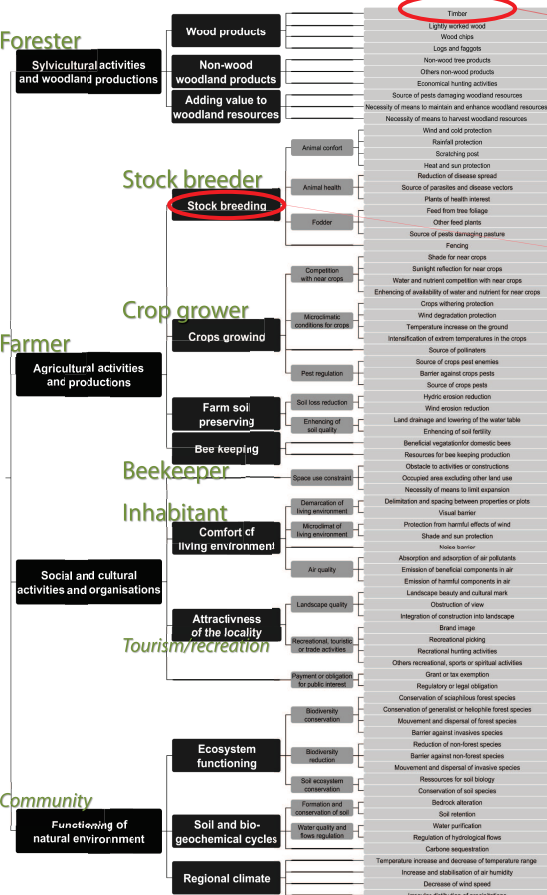 Forester
Sylvicultural activities
and woodland productions
Wood products
Timber
Lightly worked wood
Wood chips
Logs and faggots
Non-wood
woodland products
Non-wood tree products
Others non-wood products
Economical hunting activities
Adding value to
woodland resources
Source of pests damaging woodland resources
Necessity of means to maintain and enhance woodland resources
Necessity of means to harvest woodland resources
Farmer
Agricultural activities
and productions
Stock breeder
Stock breeding
Animal confort
Wind and cold protection
Rainfall protection
Scratching post
Heat and sun protection
Animal health
Reduction of disease spread
Source of parasites and disease vectors
Plants of health interest
Fodder
Feed from tree foliage
Other feed plants
Source of pests damaging pasture
Fencing
Crop grower
Crops growing
Competition
with near crops
Shade for near crops
Sunlight reflection for near crops
Water and nutrient competition with near crops
Enhencing of availability of water and nutrient for near crops
Microclimatic
conditions for crops
Crops withering protection
Wind degradation protection
Temperature increase on the ground
Intensification of extrem temperatures in the crops
Source of pollinaters
Pest regulation
Source of crops pest enemies
Barrier against crops pests
Source of crops pests
Farm soil
preserving
Soil loss reduction
Hydric erosion reduction
Wind erosion reduction
Enhencing of
soil quality
Land drainage and lowering of the water table
Enhencing of soil fertility
Bee keeping
Beneficial vegatationfor domestic bees
Resources for bee keeping production
Beekeeper
Inhabitant
Social and cultural
activities and organisations
Space use constraint
Obstacle to activities or constructions
Occupied area excluding other land use
Necessity of means to limit expansion
Comfort of
living environment
Demarcation of
living environment
Delimitation and spacing between properties or plots
Visual barrier
Microclimat of
living environment
Protection from harmful effects of wind
Shade and sun protection
Noise barrier
Air quality
Absorption and adsorption of air pollutants
Emission of beneficial components in air
Emission of harmful components in air
Attractivness
of the locality
Tourism/recreation
Landscape quality
Landscape beauty and cultural mark
Obstruction of view
Integration of construction into landscape
Recreational, touristic
or trade activities
Brand image
Recreational picking
Recrational hunting activities
Others recreational, sports or spiritual activities
Payment or obligation
for public interest
Grant or tax exemption
Regulatory or legal obligation
Community
Functioning of
natural environment
Ecosystem
functioning
Biodiversity
conservation
Conservation of sciaphilous forest species
Conservation of generalist or heliophile forest species
Mouvement and dispersal of forest species
Barrier against invasives species
Biodiversity
reduction
Reduction of non-forest species
Barrier against non-forest species
Mouvement and dispersal of invasive species
Soil ecosystem
conservation
Ressources for soil biology
Conservation of soil species
Soil and bio-
geochemical cycles
Formation and
conservation of soil
Bedrock alteration
Soil retention
Water quality and
flows regulation
Water purification
Regulation of hydrological flows
Carbone sequestration
Regional climate
Temperature increase and decrease of temperature range
Increase and stabilisation of air humidity
Decrease of wind speed